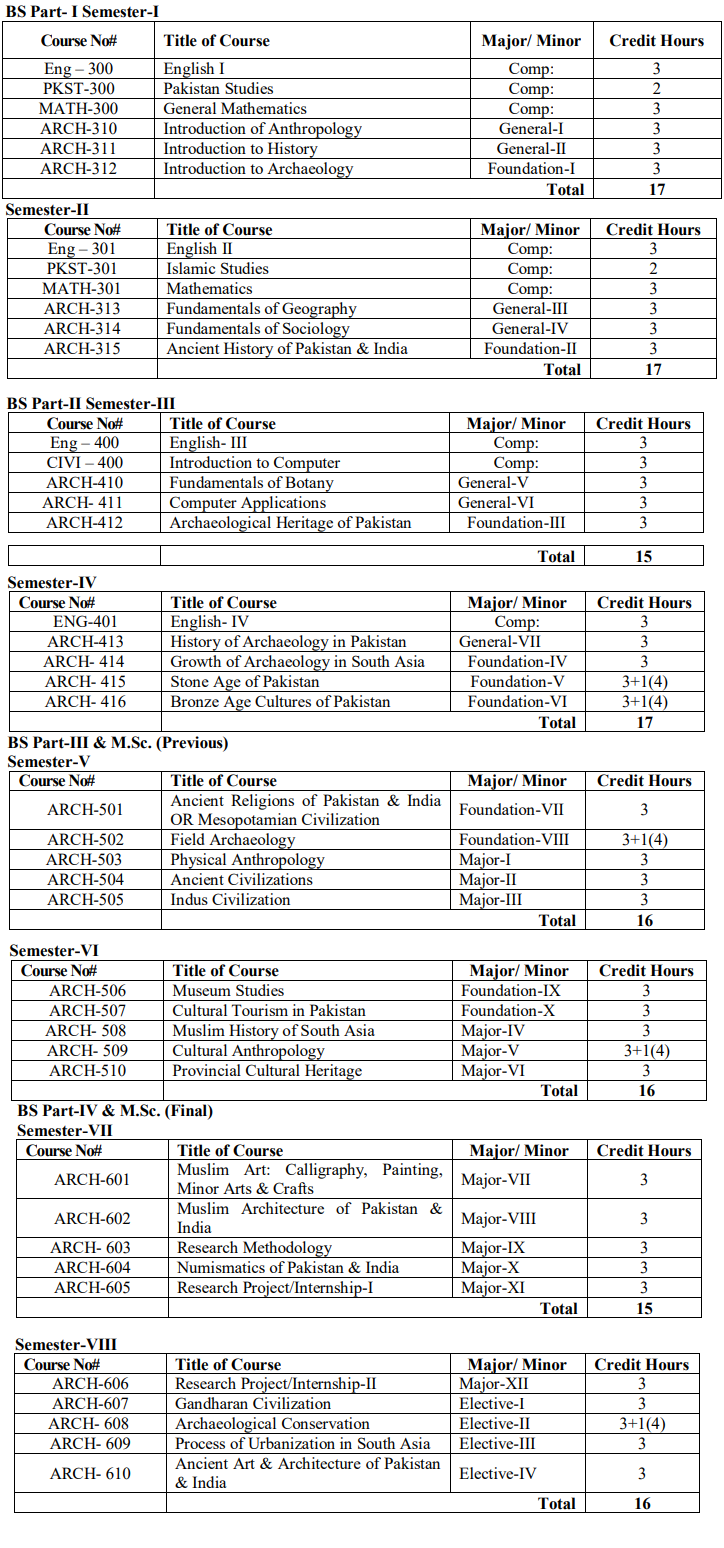 BS Part- I Semester-I
Course No# Title of Course Major/ Minor Credit Hours
Eng – 300 English I Comp: 3
PKST-300 Pakistan Studies Comp: 2
MATH-300 General Mathematics Comp: 3
ARCH-310 Introduction of Anthropology General-I 3
ARCH-311 Introduction to History General-II 3
ARCH-312 Introduction to Archaeology Foundation-I 3
Total 17
Semester-II
Course No# Title of Course Major/ Minor Credit Hours
Eng – 301 English II Comp: 3
PKST-301 Islamic Studies Comp: 2
MATH-301 Mathematics Comp: 3
ARCH-313 Fundamentals of Geography General-III 3
ARCH-314 Fundamentals of Sociology General-IV 3
ARCH-315 Ancient History of Pakistan & India Foundation-II 3
Total 17
BS Part-II Semester-III
Course No# Title of Course Major/ Minor Credit Hours
Eng – 400 English- III Comp: 3
CIVI – 400 Introduction to Computer Comp: 3
ARCH-410 Fundamentals of Botany General-V 3
ARCH- 411 Computer Applications General-VI 3
ARCH-412 Archaeological Heritage of Pakistan Foundation-III 3
Total 15
Semester-IV
Course No# Title of Course Major/ Minor Credit Hours
ENG-401 English- IV Comp: 3
ARCH-413 History of Archaeology in Pakistan General-VII 3
ARCH- 414 Growth of Archaeology in South Asia Foundation-IV 3
ARCH- 415 Stone Age of Pakistan Foundation-V 3+1(4)
ARCH- 416 Bronze Age Cultures of Pakistan Foundation-VI 3+1(4)
Total 17
BS Part-III & M.Sc. (Previous)
Semester-V
Course No# Title of Course Major/ Minor Credit Hours
ARCH-501 Ancient Religions of Pakistan & India Foundation-VII 3
OR Mesopotamian Civilization
ARCH-502 Field Archaeology Foundation-VIII 3+1(4)
ARCH-503 Physical Anthropology Major-I 3
ARCH-504 Ancient Civilizations Major-II 3
ARCH-505 Indus Civilization Major-III 3
Total 16
Semester-VI
Course No# Title of Course Major/ Minor Credit Hours
ARCH-506 Museum Studies Foundation-IX 3
ARCH-507 Cultural Tourism in Pakistan Foundation-X 3
ARCH- 508 Muslim History of South Asia Major-IV 3
ARCH- 509 Cultural Anthropology Major-V 3+1(4)
ARCH-510 Provincial Cultural Heritage Major-VI 3
Total 16
BS Part-IV & M.Sc. (Final)
Semester-VII
Course No# Title of Course Major/ Minor Credit Hours
ARCH-601 Muslim Art: Calligraphy, Painting, Major-VII 3
Minor Arts & Crafts
ARCH-602 Muslim Architecture of Pakistan & Major-VIII 3
India
ARCH- 603 Research Methodology Major-IX 3
ARCH-604 Numismatics of Pakistan & India Major-X 3
ARCH-605 Research Project/Internship-I Major-XI 3
Total 15
Semester-VIII
Course No# Title of Course Major/ Minor Credit Hours
ARCH-606 Research Project/Internship-II Major-XII 3
ARCH-607 Gandharan Civilization Elective-I 3
ARCH- 608 Archaeological Conservation Elective-II 3+1(4)
ARCH- 609 Process of Urbanization in South Asia Elective-III 3
ARCH- 610 Ancient Art & Architecture of Pakistan Elective-IV 3
& India
Total 16